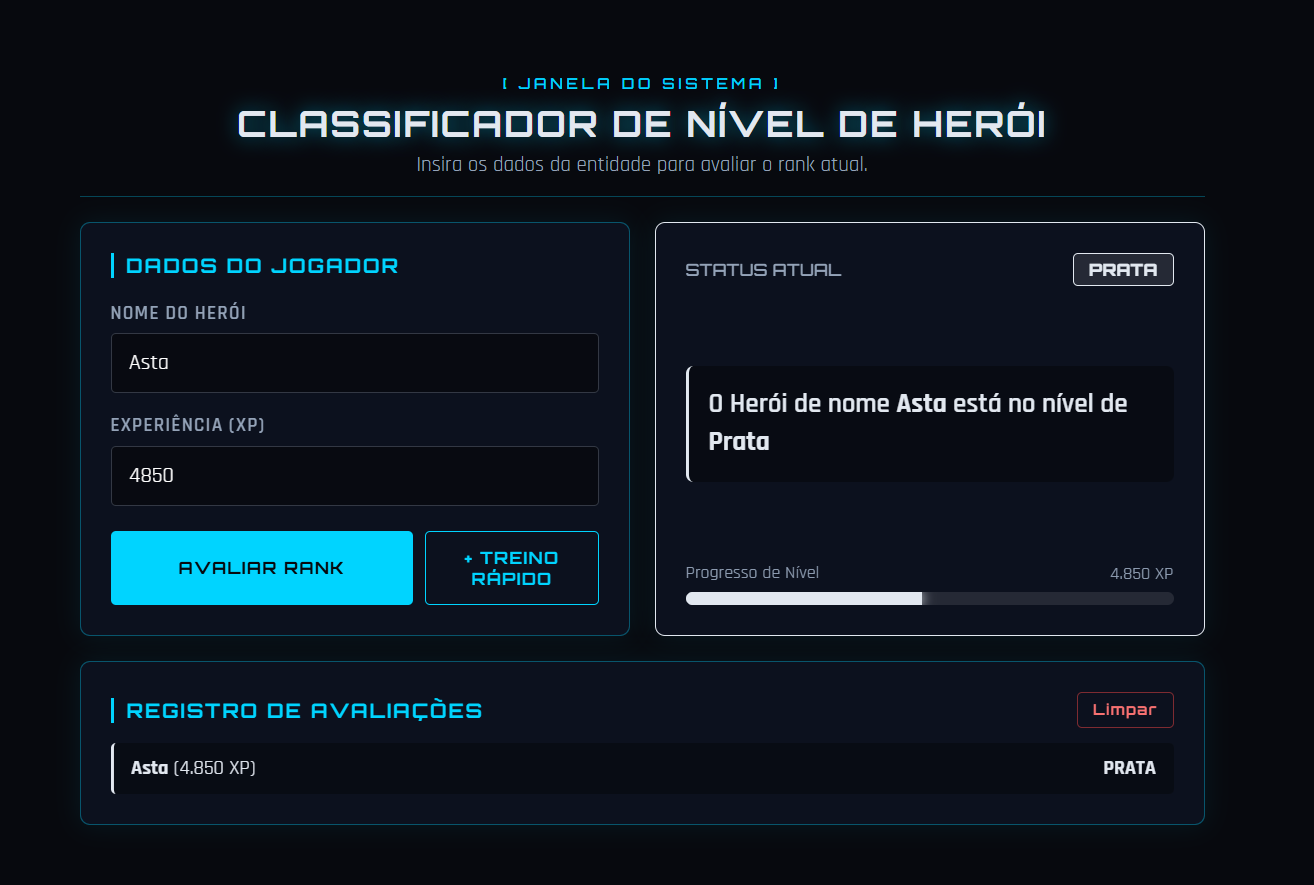 [ JANELA DO SISTEMA ]
CLASSIFICADOR DE NÍVEL DE HERÓI
Insira os dados da entidade para avaliar o rank atual.
DADOS DO JOGADOR
NOME DO HERÓI
Asta
EXPERIÊNCIA (XP)
4850
AVALIAR RANK
+ TREINO
RÁPIDO
STATUS ATUAL
PRATA
O Herói de nome Asta está no nível de
Prata
Progresso de Nível
4.850 XP
REGISTRO DE AVALIAÇÕES
Limpar
Asta (4.850 XP)
PRATA